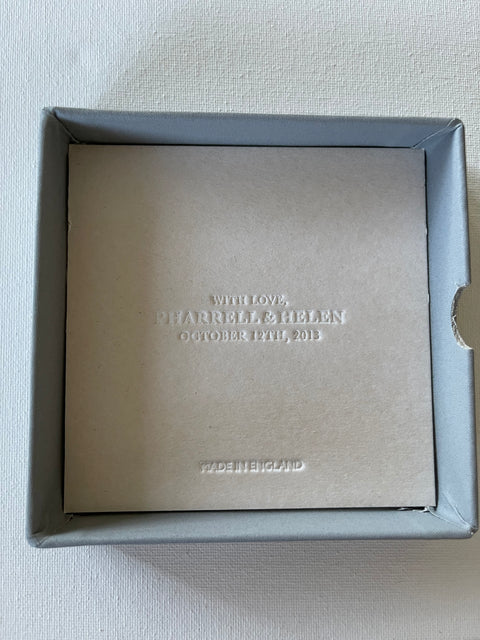 WITH LOVE,
PHARRELL & HELEN
OCTOBER 12TH, 2013
MADE IN ENGLAND